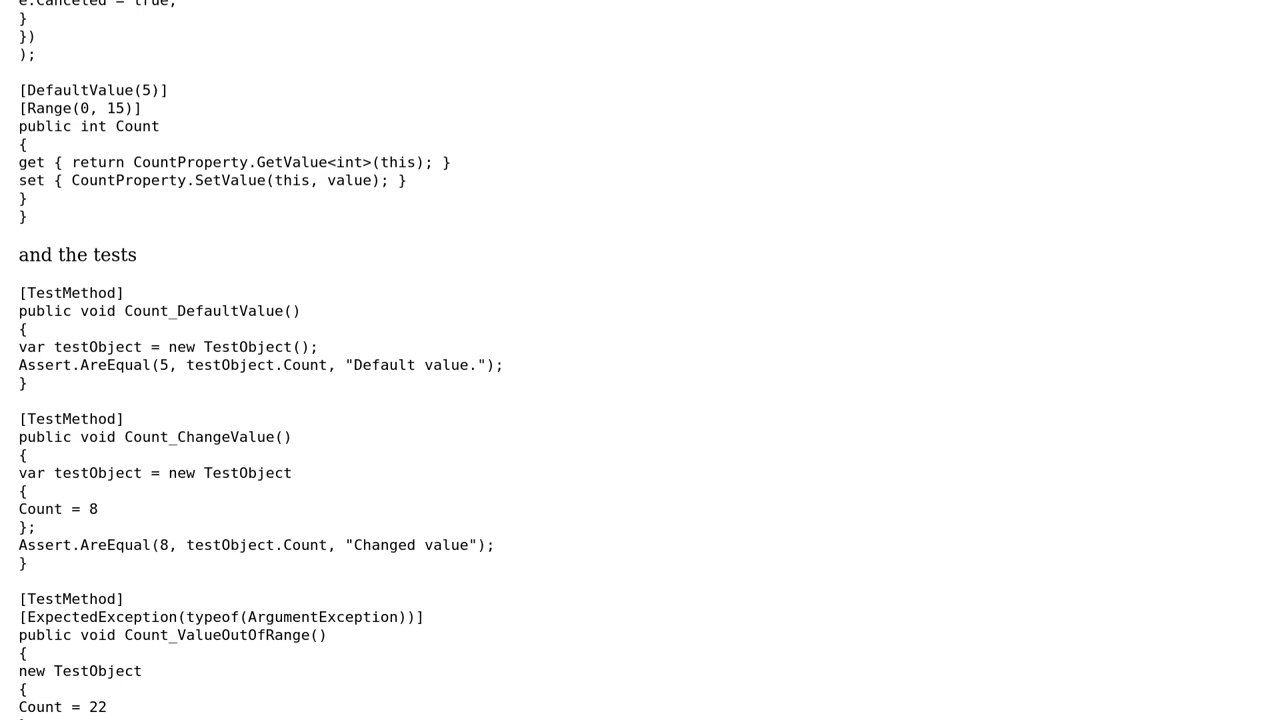 e.Canceled = true;
}
})
);
[DefaultValue(5)]
[Range(0, 15)]
public int Count
{
get { return CountProperty.GetValue<int>(this); }
set { CountProperty.SetValue(this, value); }
}
}
and the tests
[TestMethod]
public void Count_DefaultValue()
{
var testObject = new TestObject();
Assert.AreEqual(5, testObject.Count, "Default value.");
}
[TestMethod]
public void Count_ChangeValue()
{
var testObject = new TestObject
{
Count = 8
};
Assert.AreEqual(8, testObject.Count, "Changed value");
}
[TestMethod]
[ExpectedException(typeof(ArgumentException))]
public void Count_ValueOutOfRange()
{
new TestObject
{
Count = 22